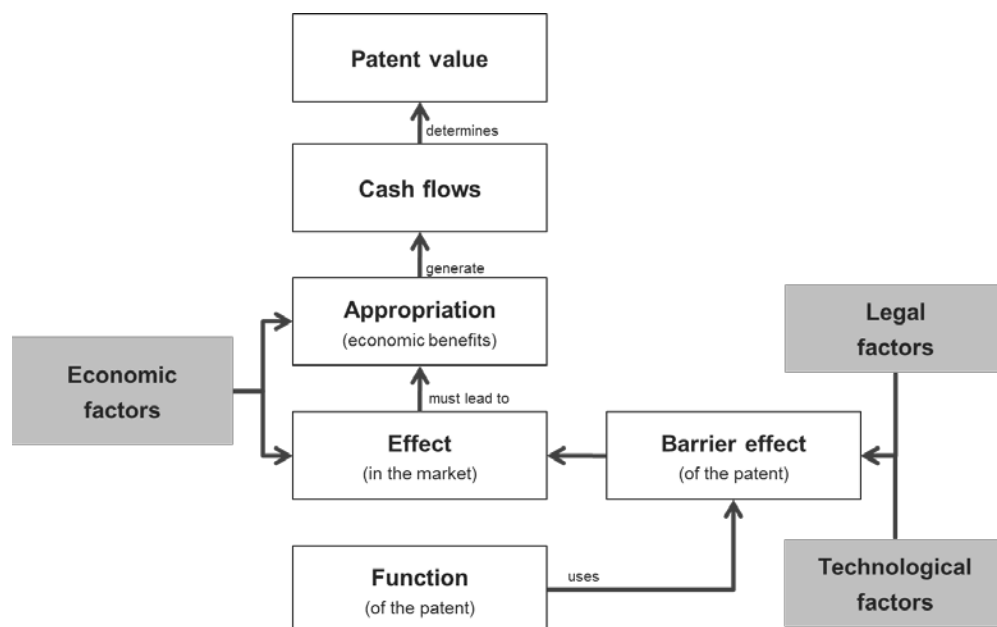 Patent value
determines
Cash flows
generate
Appropriation
(economic benefits)
Legal
factors
Economic
factors
must lead to
Effect
(in the market)
Barrier effect
(of the patent)
Function
(of the patent)
uses
Technological
factors